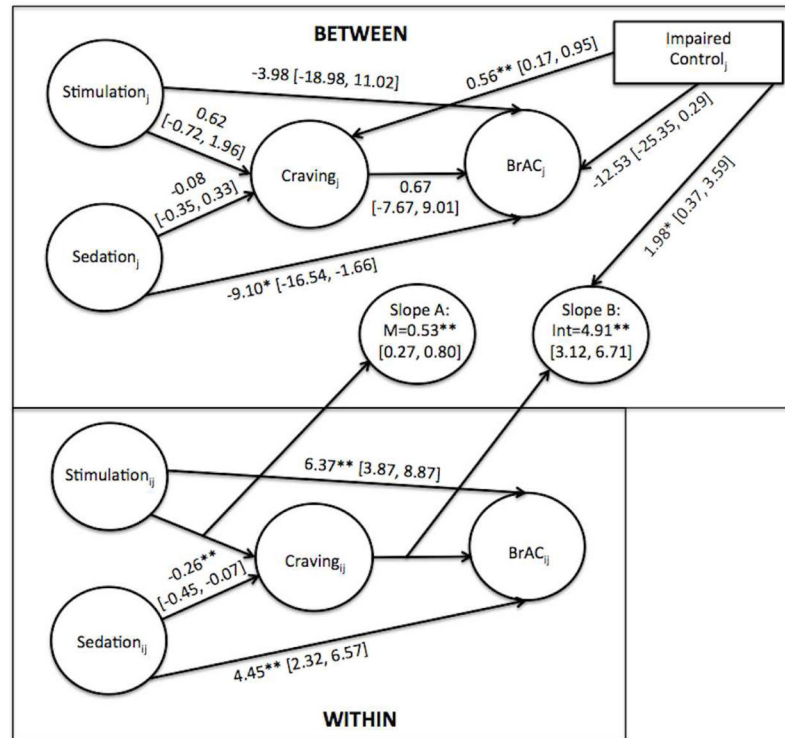 BETWEEN
Impaired
Control_j
Stimulation_j
-3.98 [-18.98, 11.02]
0.56** [0.17, 0.95]
0.62
[-0.72, 1.96]
Craving_j
BrAC_j
-12.53 [-25.35, 0.29]
-0.08
[-0.35, 0.33]
0.67
[-7.67, 9.01]
1.98* [0.37, 3.59]
Sedation_j
-9.10* [-16.54, -1.66]
Slope A:
M=0.53**
[0.27, 0.80]
Slope B:
Int=4.91**
[3.12, 6.71]
Stimulation_ij
6.37** [3.87, 8.87]
Craving_ij
BrAC_ij
-0.26**
[-0.45, -0.07]
Sedation_ij
4.45** [2.32, 6.57]
WITHIN